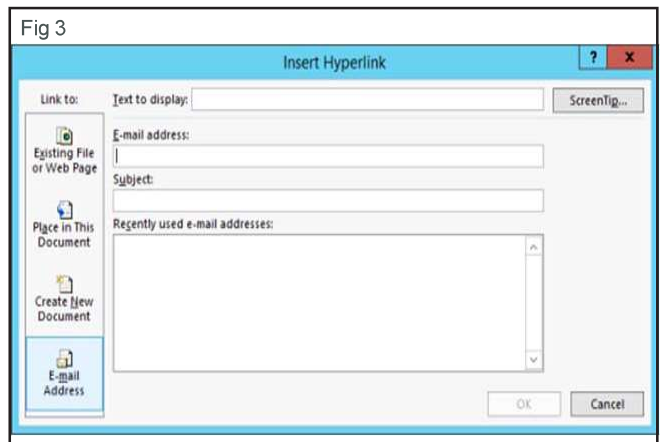 Fig 3
Insert Hyperlink
? x
Link to:
Text to display:
ScreenTip...
Existing File
or Web Page
E-mail address:
Subject:
Place in This
Document
Recently used e-mail addresses:
Create New
Document
E-mail
Address
OK
Cancel